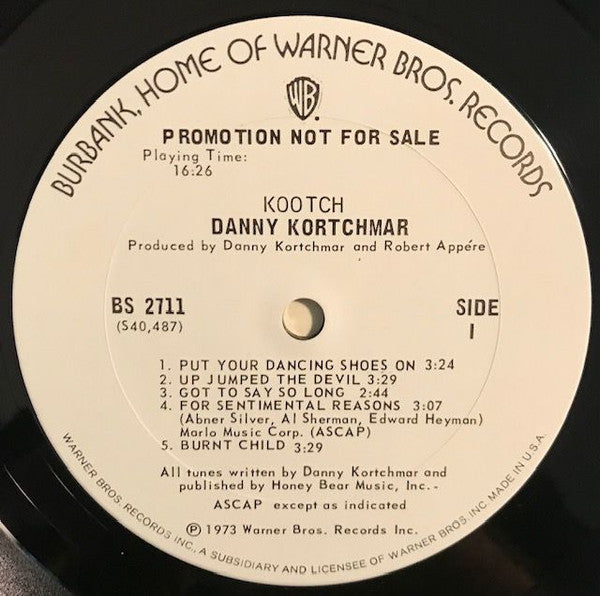 BURBANK, HOME OF WARNER BROS. RECORDS
WB
PROMOTION NOT FOR SALE
Playing Time:
16:26
KOOTCH
DANNY KORTCHMAR
Produced by Danny Kortchmar and Robert Appére
BS 2711
SIDE
(S40,487)
1
1. PUT YOUR DANCING SHOES ON 3:24
2. UP JUMPED THE DEVIL 3:29
3. GOT TO SAY SO LONG 2:44
4. FOR SENTIMENTAL REASONS 3:07
(Abner Silver, Al Sherman, Edward Heyman)
Marlo Music Corp. (ASCAP)
5. BURNT CHILD 3:29
All tunes written by Danny Kortchmar and
published by Honey Bear Music, Inc. -
ASCAP except as indicated
Ⓟ 1973 Warner Bros. Records Inc.
WARNER BROS. RECORDS INC., A SUBSIDIARY AND LICENSEE OF WARNER BROS. INC. MADE IN U.S.A.